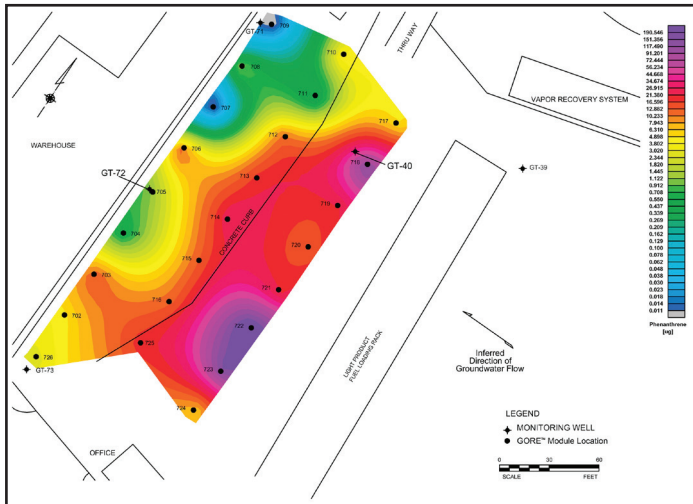 GT-71
709
710
THRU WAY
708
711
707
717
VAPOR RECOVERY SYSTEM
712
WAREHOUSE
706
GT-40
GT-39
GT-72
713
705
719
714
704
CONCRETE CURB
720
715
703
721
716
702
722
725
726
GT-73
723
724
OFFICE
LIGHT PRODUCT
FUEL LOADING RACK
Inferred
Direction of
Groundwater Flow
LEGEND
MONITORING WELL
GORE™ Module Location
0 30 60
SCALE FEET
190.546
151.356
117.490
91.201
72.444
56.234
44.668
34.674
26.915
21.380
16.596
12.882
10.233
7.943
6.310
4.898
3.802
3.020
2.344
1.820
1.445
1.122
0.912
0.708
0.550
0.437
0.339
0.269
0.209
0.162
0.129
0.100
0.078
0.062
0.048
0.038
0.030
0.023
0.018
0.014
0.011
Phenanthrene
[ug]